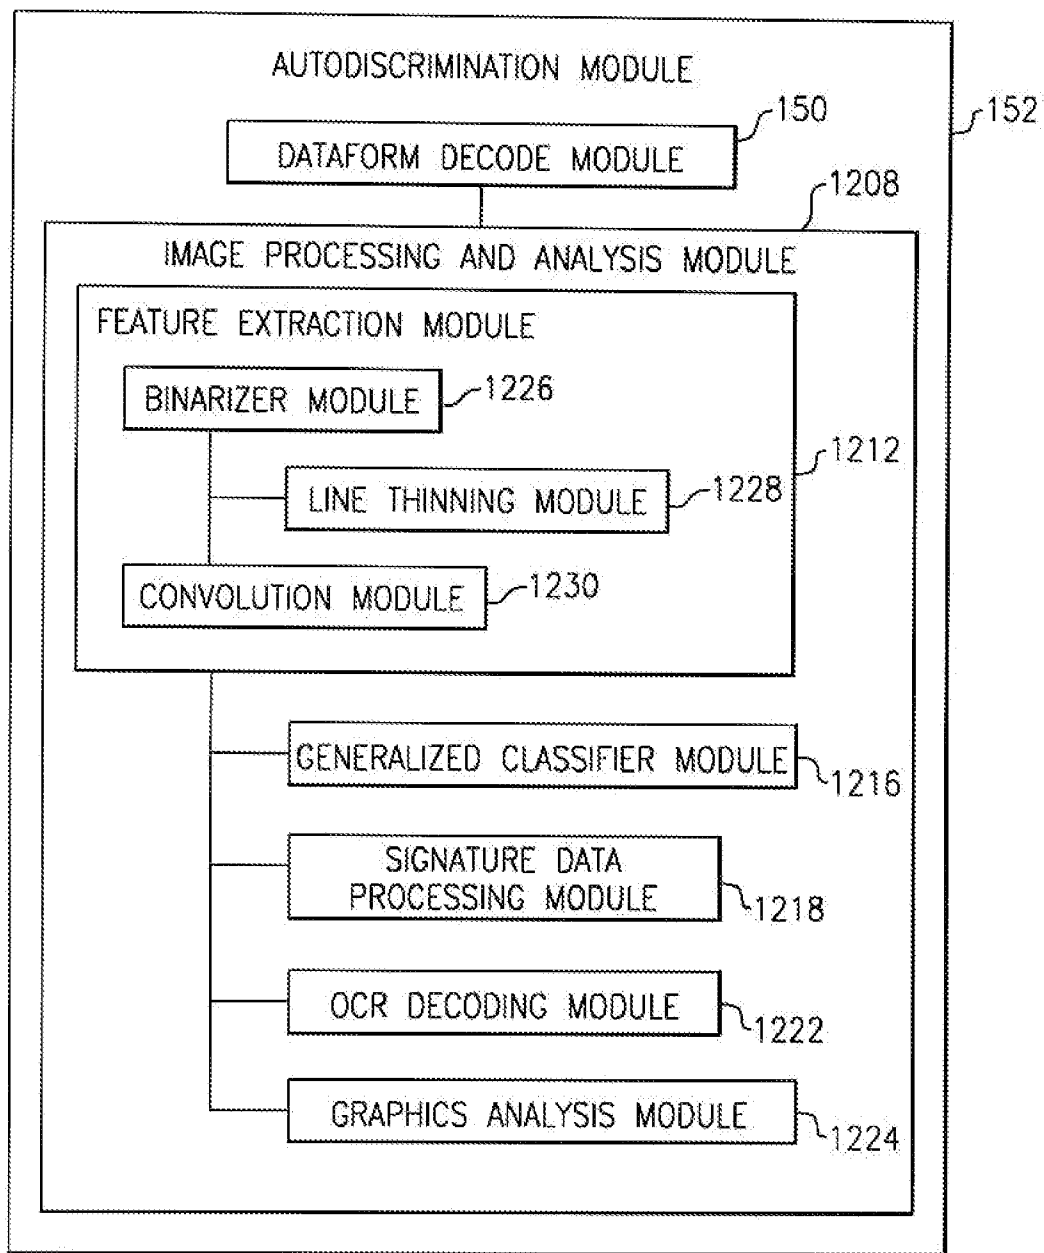 AUTODISCRIMINATION MODULE
150
152
DATAFORM DECODE MODULE
1208
IMAGE PROCESSING AND ANALYSIS MODULE
FEATURE EXTRACTION MODULE
BINARIZER MODULE
1226
1212
LINE THINNING MODULE
1228
CONVOLUTION MODULE
1230
GENERALIZED CLASSIFIER MODULE
1216
SIGNATURE DATA
PROCESSING MODULE
1218
OCR DECODING MODULE
1222
GRAPHICS ANALYSIS MODULE
1224